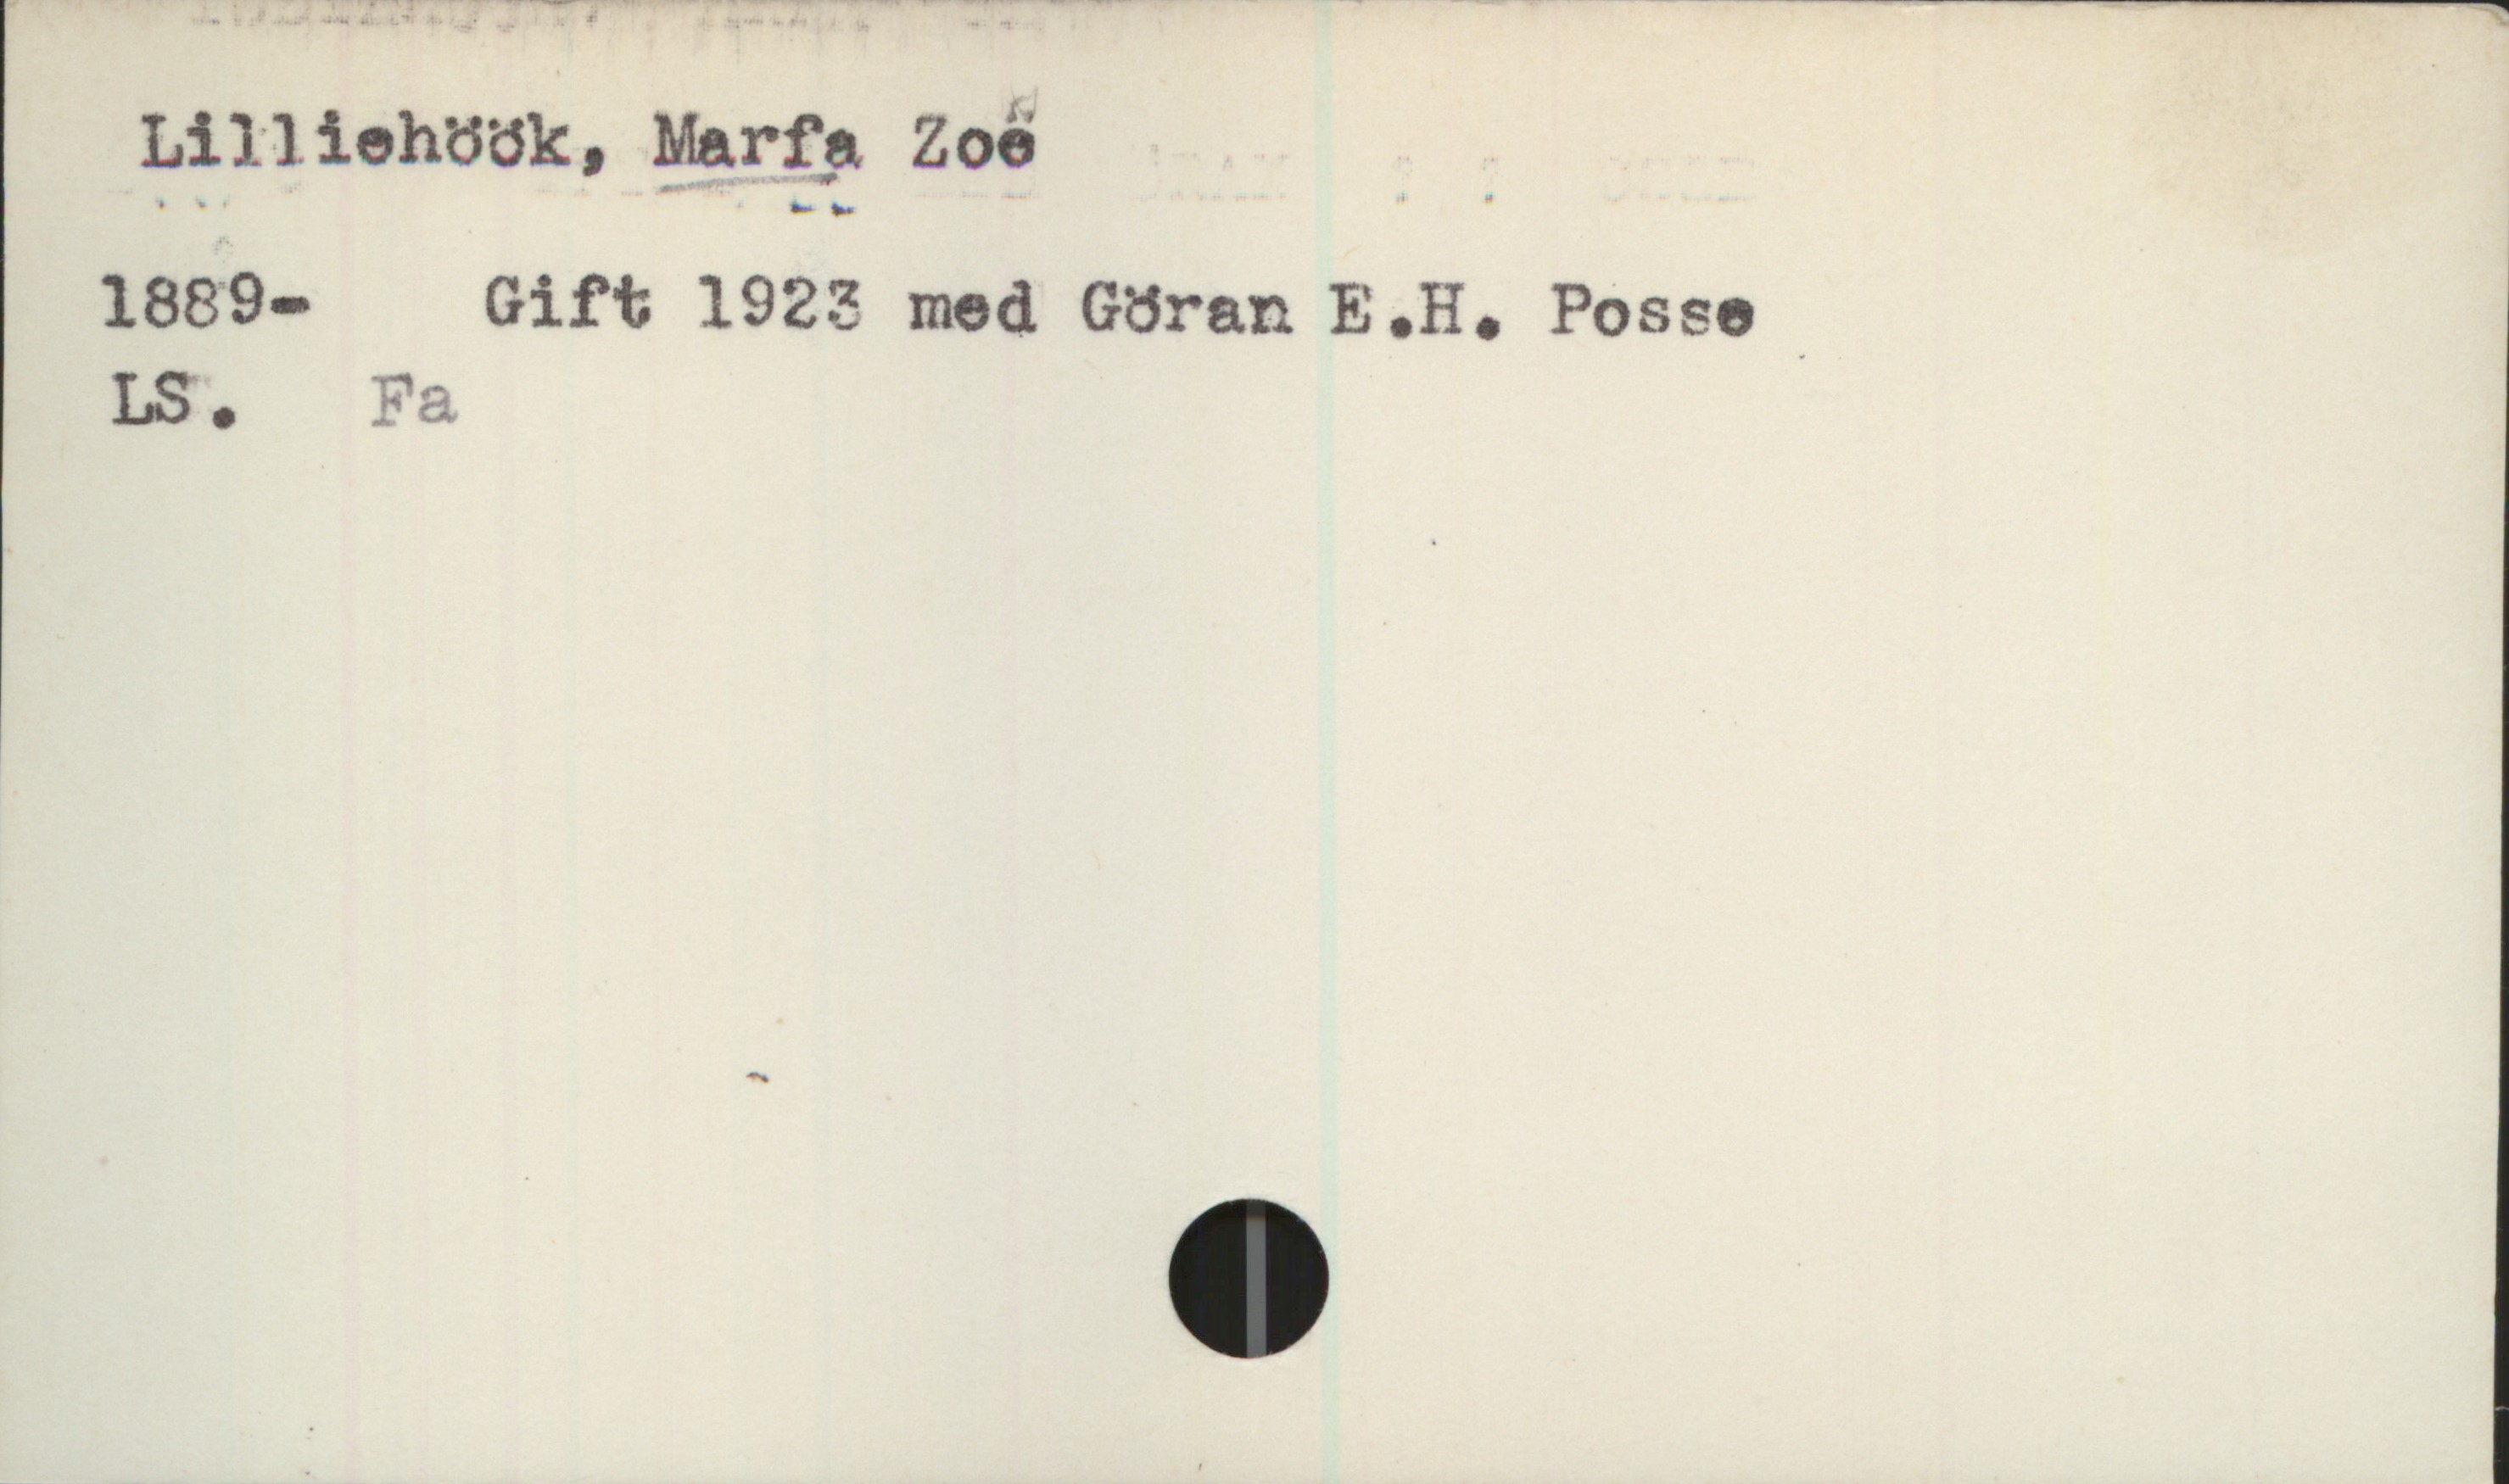 Lilliehöök, Marfa Zoë
1889- Gift 1923 med Göran E.H. Posse
LS. Fa